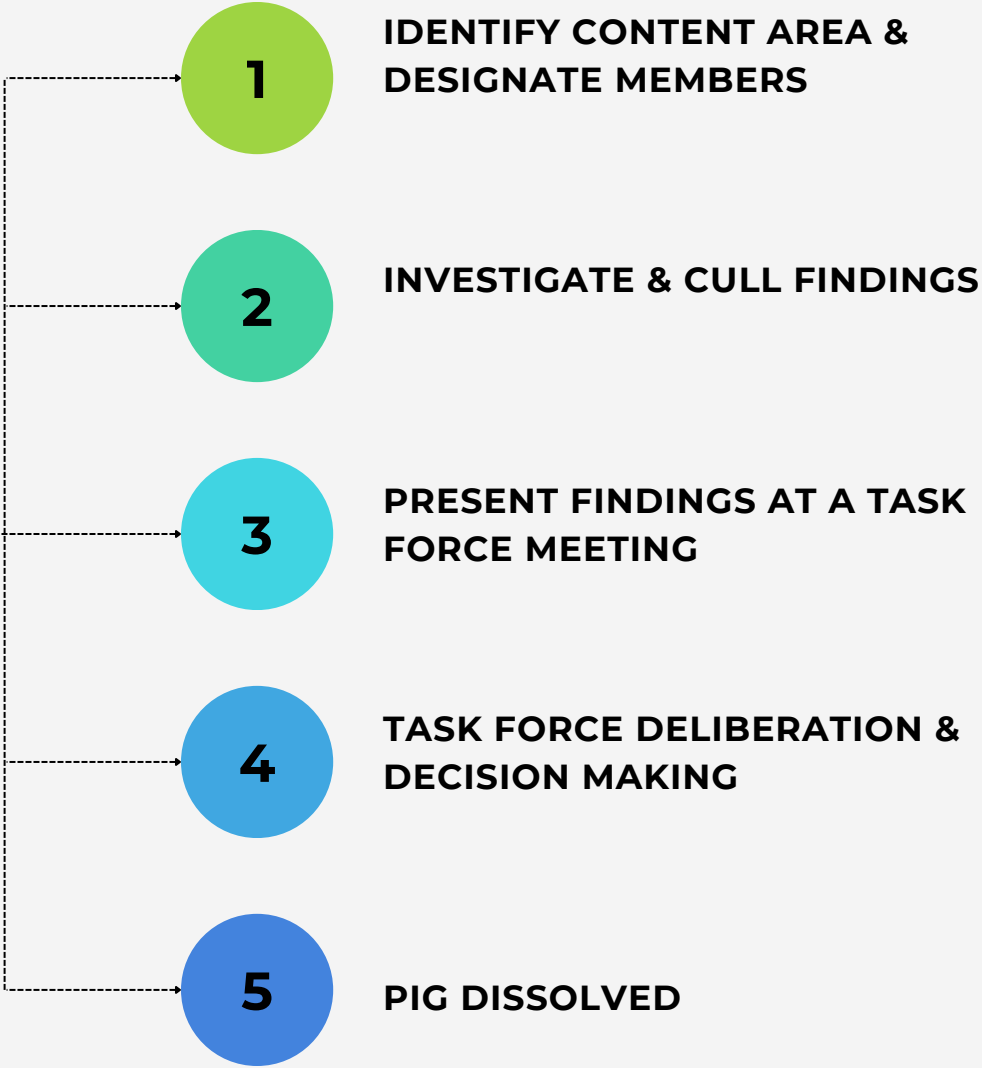 1
IDENTIFY CONTENT AREA &
DESIGNATE MEMBERS
2
INVESTIGATE & CULL FINDINGS
3
PRESENT FINDINGS AT A TASK
FORCE MEETING
4
TASK FORCE DELIBERATION &
DECISION MAKING
5
PIG DISSOLVED